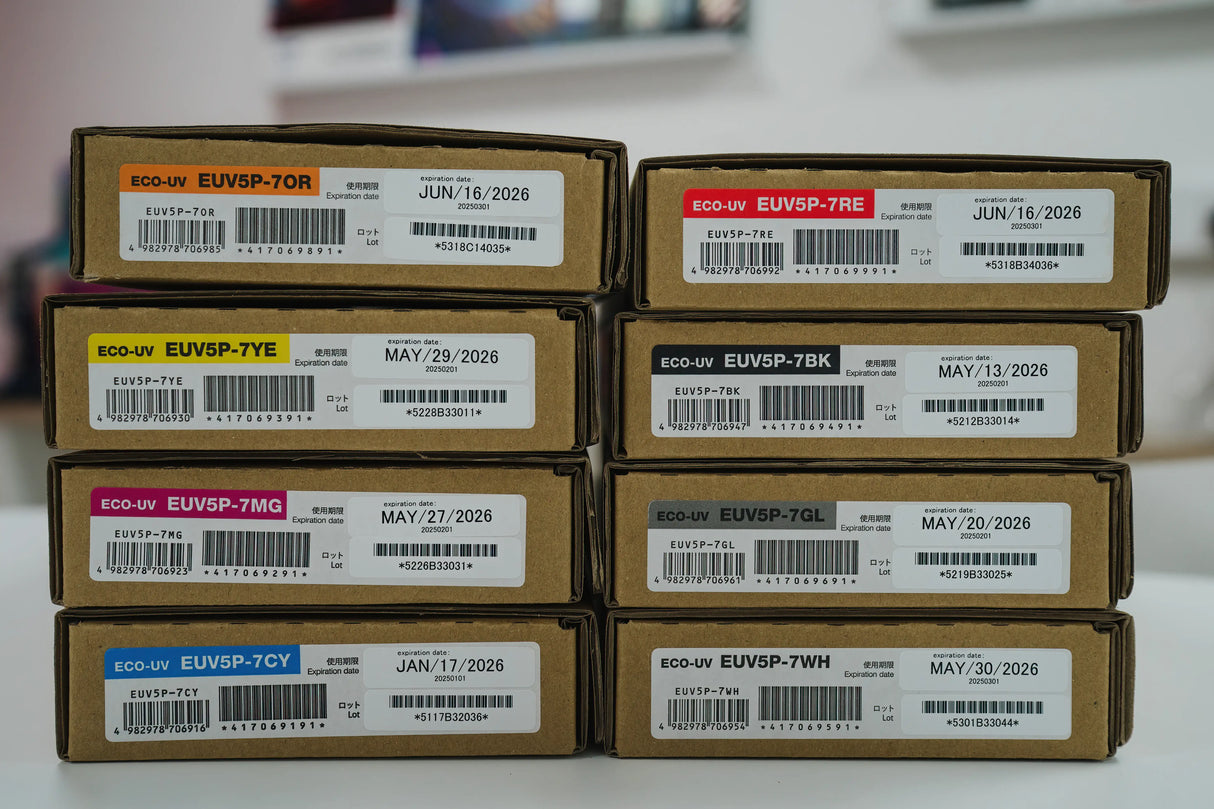 ECO-UV EUV5P-7OR
使用期限
Expiration date
expiration date:
JUN/16/2026
20250301
EUV5P-7OR
4 982978 706985
*417069891*
ロット
Lot
*5318C14035*
ECO-UV EUV5P-7RE
使用期限
Expiration date
expiration date:
JUN/16/2026
20250301
EUV5P-7RE
4 982978 706992
*417069991*
ロット
Lot
*5318B34036*
ECO-UV EUV5P-7YE
使用期限
Expiration date
expiration date:
MAY/29/2026
20250201
EUV5P-7YE
4 982978 706930
*417069391*
ロット
Lot
*5228B33011*
ECO-UV EUV5P-7BK
使用期限
Expiration date
expiration date:
MAY/13/2026
20250201
EUV5P-7BK
4 982978 706947
*417069491*
ロット
Lot
*5212B33014*
ECO-UV EUV5P-7MG
使用期限
Expiration date
expiration date:
MAY/27/2026
20250201
EUV5P-7MG
4 982978 706923
*417069291*
ロット
Lot
*5226B33031*
ECO-UV EUV5P-7GL
使用期限
Expiration date
expiration date:
MAY/20/2026
20250201
EUV5P-7GL
4 982978 706961
*417069691*
ロット
Lot
*5219B33025*
ECO-UV EUV5P-7CY
使用期限
Expiration date
expiration date:
JAN/17/2026
20250101
EUV5P-7CY
4 982978 706916
*417069191*
ロット
Lot
*5117B32036*
ECO-UV EUV5P-7WH
使用期限
Expiration date
expiration date:
MAY/30/2026
20250301
EUV5P-7WH
4 982978 706954
*417069591*
ロット
Lot
*5301B33044*